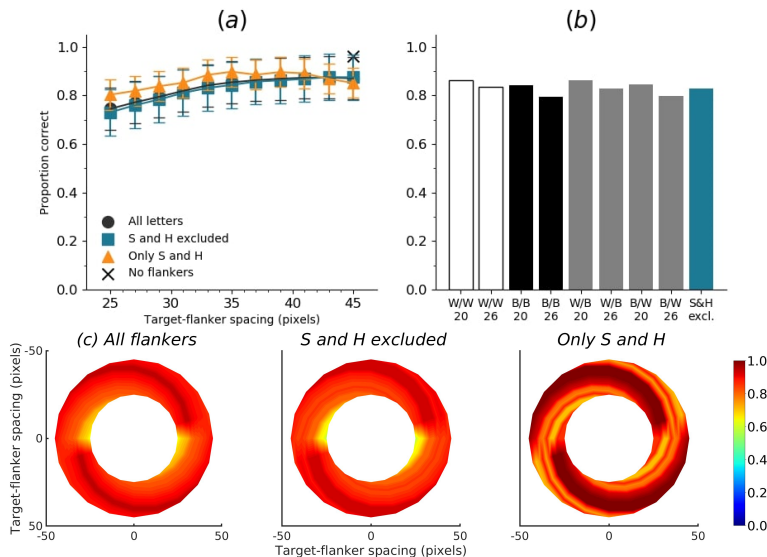 (a)
1.0
0.8
0.6
0.4
0.2
0.0
Proportion correct
All letters
S and H excluded
Only S and H
No flankers
25 30 35 40 45
Target-flanker spacing (pixels)
(b)
1.0
0.8
0.6
0.4
0.2
0.0
W/W W/W B/B B/B W/B W/B B/W B/W S&H
20 26 20 26 20 26 20 26 excl.
(c) All flankers
S and H excluded
Only S and H
Target-flanker spacing (pixels)
-50
0
50
-50 0 50
-50 0 50
-50 0 50
Target-flanker spacing (pixels)
1.0
0.8
0.6
0.4
0.2
0.0